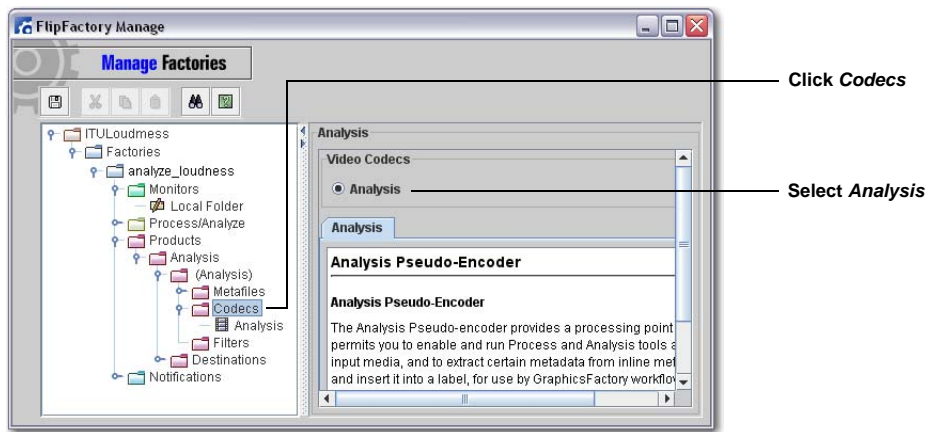 FlipFactory Manage
Manage Factories
Click Codecs
ITULoudness
Factories
analyze_loudness
Monitors
Local Folder
Process/Analyze
Products
Analysis
(Analysis)
Metafiles
Codecs
Analysis
Filters
Destinations
Notifications
Analysis
Video Codecs
Analysis
Select Analysis
Analysis
Analysis Pseudo-Encoder
Analysis Pseudo-Encoder
The Analysis Pseudo-encoder provides a processing point
permits you to enable and run Process and Analysis tools
input media, and to extract certain metadata from inline
and insert it into a label, for use by GraphicsFactory